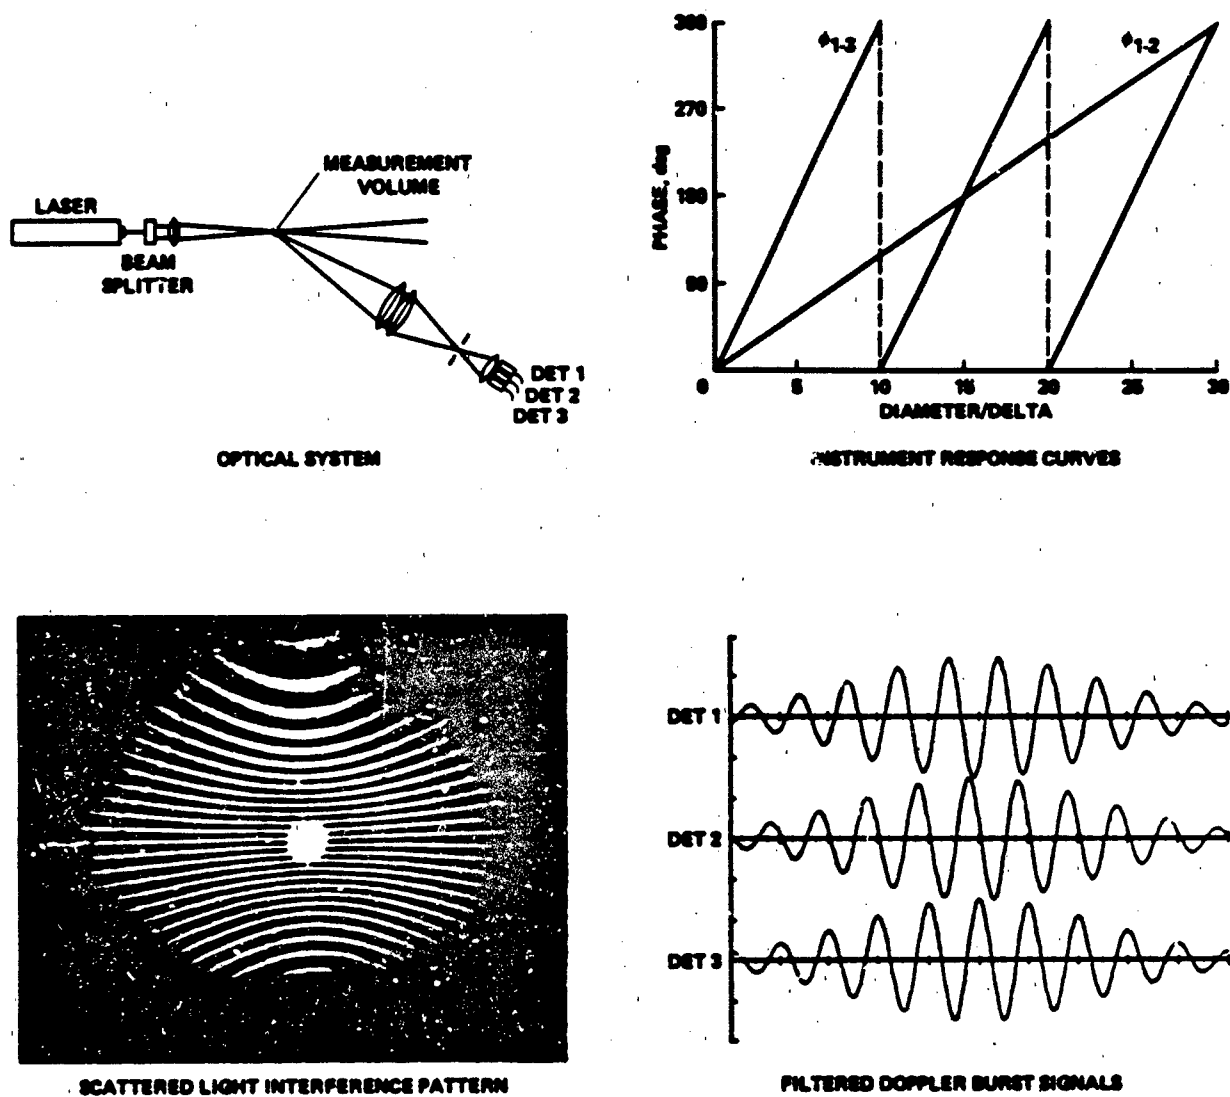 LASER
BEAM
SPLITTER
MEASUREMENT
VOLUME
DET 1
DET 2
DET 3
OPTICAL SYSTEM
360
270
180
90
0
5
10
15
20
25
30
PHASE, deg
ϕ1-3
ϕ1-2
DIAMETER/DELTA
INSTRUMENT RESPONSE CURVES
SCATTERED LIGHT INTERFERENCE PATTERN
DET 1
DET 2
DET 3
FILTERED DOPPLER BURST SIGNALS